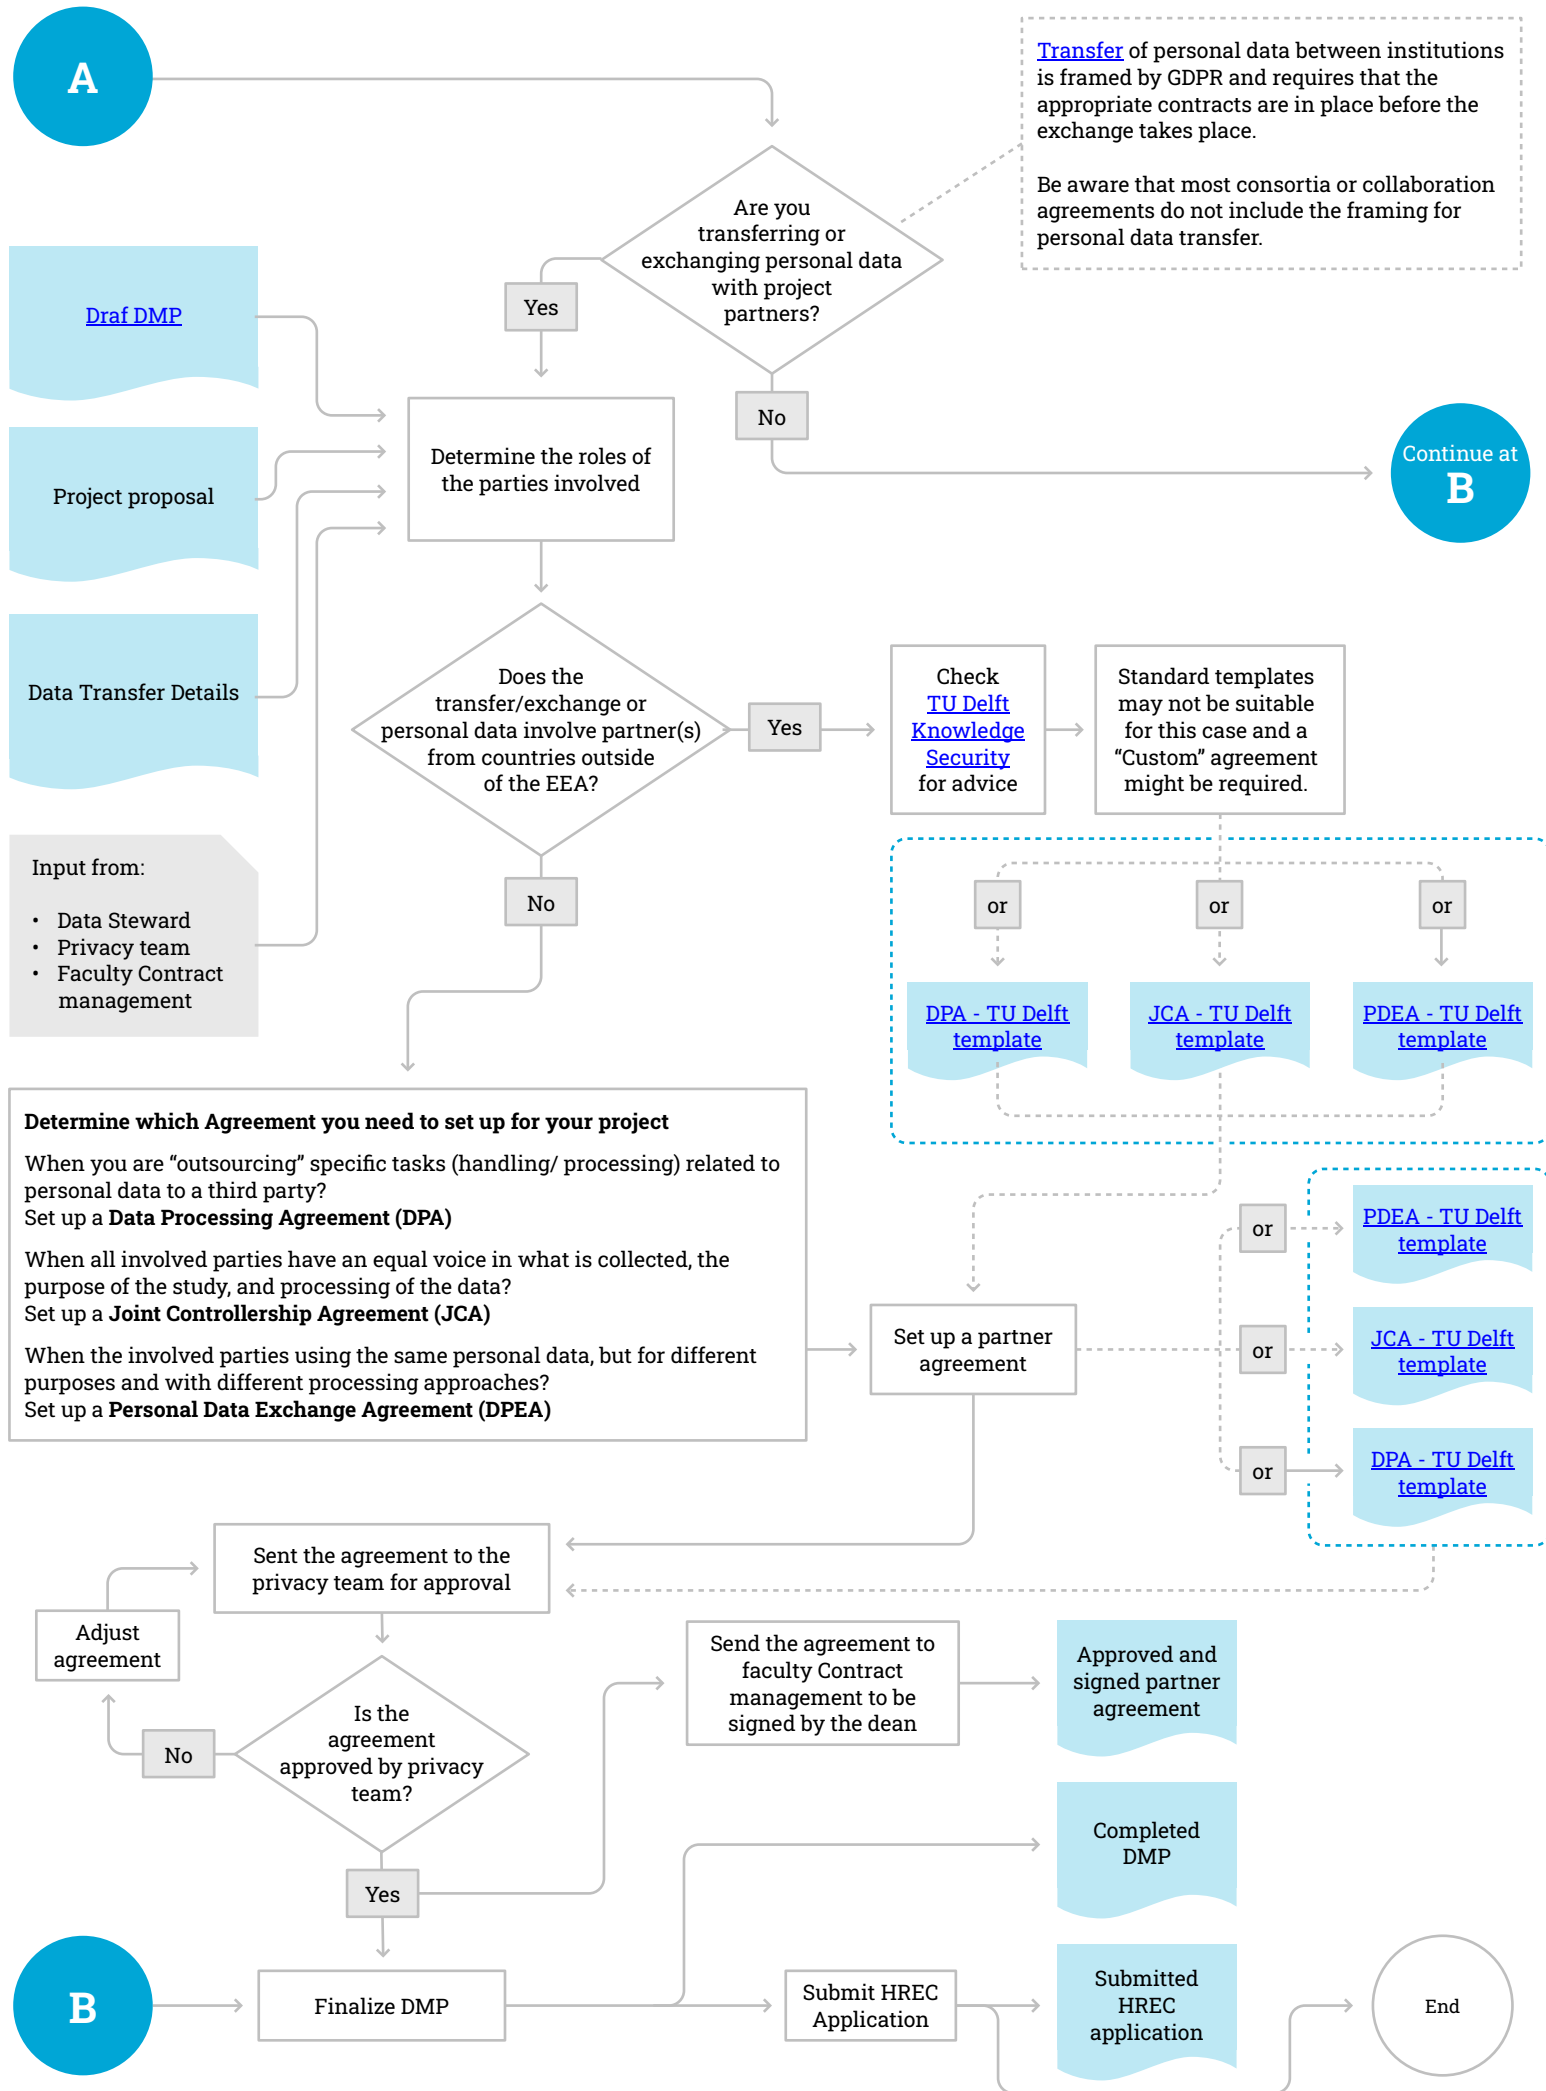 A
Transfer of personal data between institutions
is framed by GDPR and requires that the
appropriate contracts are in place before the
exchange takes place.
Be aware that most consortia or collaboration
agreements do not include the framing for
personal data transfer.
Are you
transferring or
exchanging personal data
with project
partners?
Yes
No
Draf DMP
Project proposal
Data Transfer Details
Input from:
• Data Steward
• Privacy team
• Faculty Contract
management
Determine the roles of
the parties involved
Continue at
B
Does the
transfer/exchange or
personal data involve partner(s)
from countries outside
of the EEA?
Yes
Check
TU Delft
Knowledge
Security
for advice
Standard templates
may not be suitable
for this case and a
“Custom” agreement
might be required.
No
or
or
or
DPA - TU Delft
template
JCA - TU Delft
template
PDEA - TU Delft
template
Determine which Agreement you need to set up for your project
When you are “outsourcing” specific tasks (handling/ processing) related to
personal data to a third party?
Set up a Data Processing Agreement (DPA)
When all involved parties have an equal voice in what is collected, the
purpose of the study, and processing of the data?
Set up a Joint Controllership Agreement (JCA)
When the involved parties using the same personal data, but for different
purposes and with different processing approaches?
Set up a Personal Data Exchange Agreement (DPEA)
Set up a partner
agreement
or
PDEA - TU Delft
template
or
JCA - TU Delft
template
or
DPA - TU Delft
template
Sent the agreement to the
privacy team for approval
Adjust
agreement
Is the
agreement
approved by privacy
team?
No
Yes
Send the agreement to
faculty Contract
management to be
signed by the dean
Approved and
signed partner
agreement
Completed
DMP
B
Finalize DMP
Submit HREC
Application
Submitted
HREC
application
End